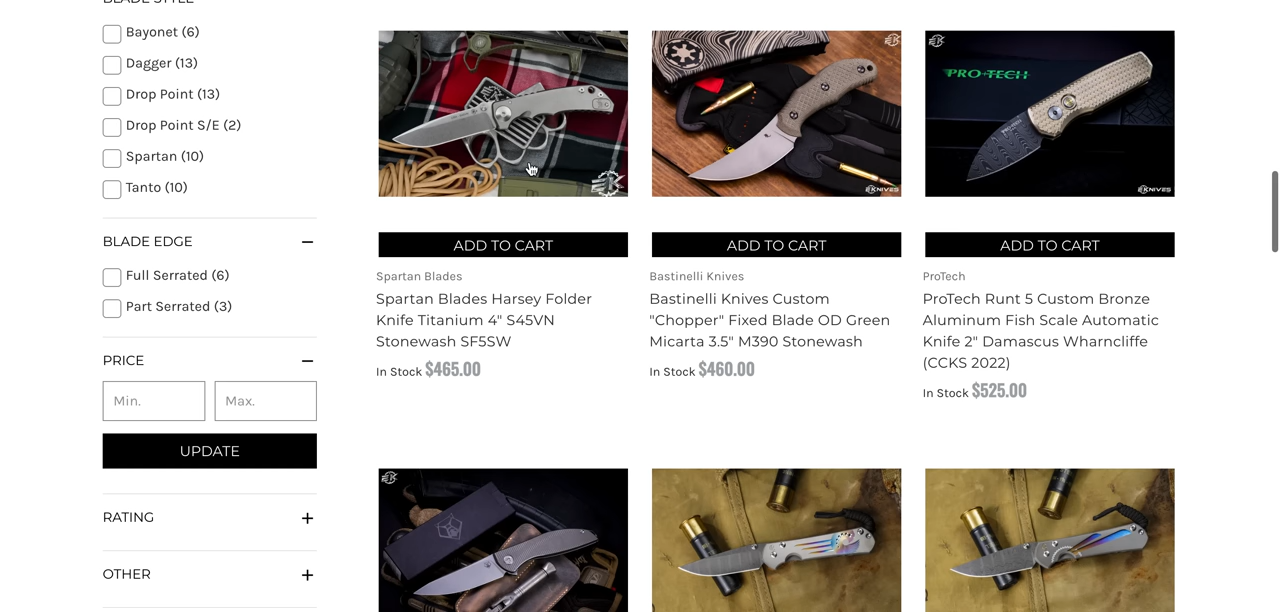 Bayonet (6)
Dagger (13)
Drop Point (13)
Drop Point S/E (2)
Spartan (10)
Tanto (10)
BLADE EDGE
Full Serrated (6)
Part Serrated (3)
PRICE
Min.
Max.
UPDATE
RATING
OTHER
PRO-TECH
EKNIVES
EKNIVES
ADD TO CART
ADD TO CART
ADD TO CART
Spartan Blades
Spartan Blades Harsey Folder
Knife Titanium 4" S45VN
Stonewash SF5SW
In Stock $465.00
Bastinelli Knives
Bastinelli Knives Custom
"Chopper" Fixed Blade OD Green
Micarta 3.5" M390 Stonewash
In Stock $460.00
ProTech
ProTech Runt 5 Custom Bronze
Aluminum Fish Scale Automatic
Knife 2" Damascus Wharncliffe
(CCKS 2022)
In Stock $525.00